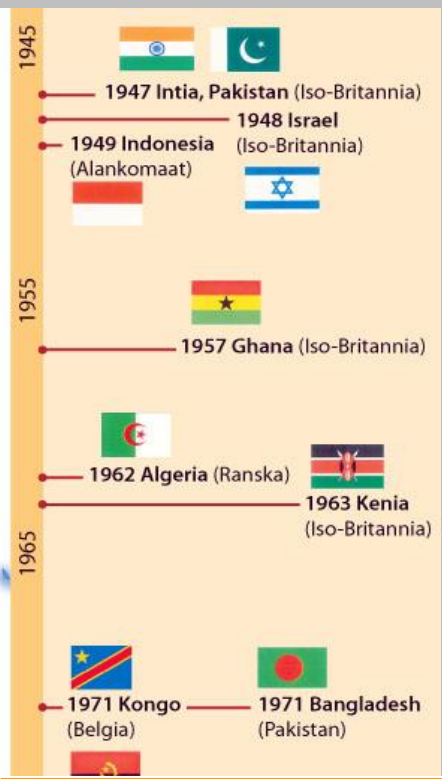 1945
1947 Intia, Pakistan (Iso-Britannia)
1948 Israel
(Iso-Britannia)
1949 Indonesia
(Alankomaat)
1955
1957 Ghana (Iso-Britannia)
1962 Algeria (Ranska)
1963 Kenia
(Iso-Britannia)
1965
1971 Kongo
(Belgia)
1971 Bangladesh
(Pakistan)